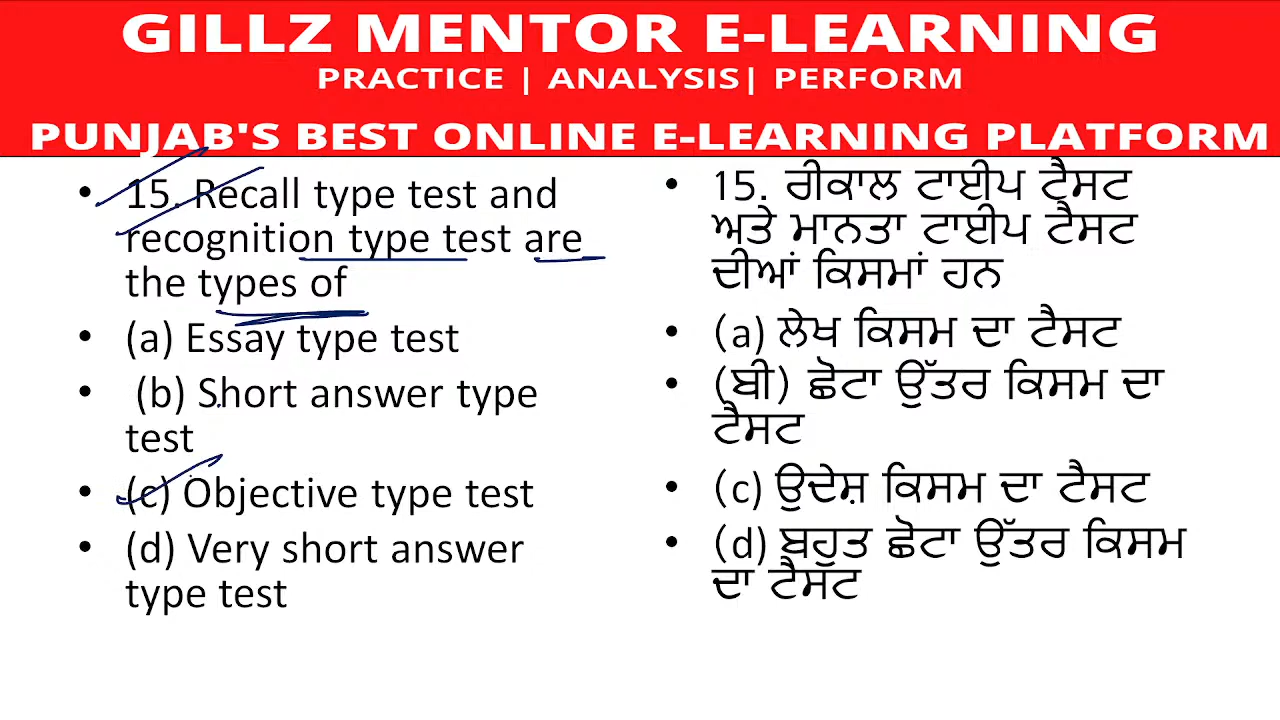 GILLZ MENTOR E-LEARNING
PRACTICE | ANALYSIS| PERFORM
PUNJAB'S BEST ONLINE E-LEARNING PLATFORM
• 15. Recall type test and
recognition type test are
the types of
• (a) Essay type test
• (b) Short answer type
test
• (c) Objective type test
• (d) Very short answer
type test
• 15. ਰੀਕਾਲ ਟਾਈਪ ਟੈਸਟ
ਅਤੇ ਮਾਨਤਾ ਟਾਈਪ ਟੈਸਟ
ਦੀਆਂ ਕਿਸਮਾਂ ਹਨ
• (a) ਲੇਖ ਕਿਸਮ ਦਾ ਟੈਸਟ
• (ਬੀ) ਛੋਟਾ ਉੱਤਰ ਕਿਸਮ ਦਾ
ਟੈਸਟ
• (c) ਉਦੇਸ਼ ਕਿਸਮ ਦਾ ਟੈਸਟ
• (d) ਬਹੁਤ ਛੋਟਾ ਉੱਤਰ ਕਿਸਮ
ਦਾ ਟੈਸਟ